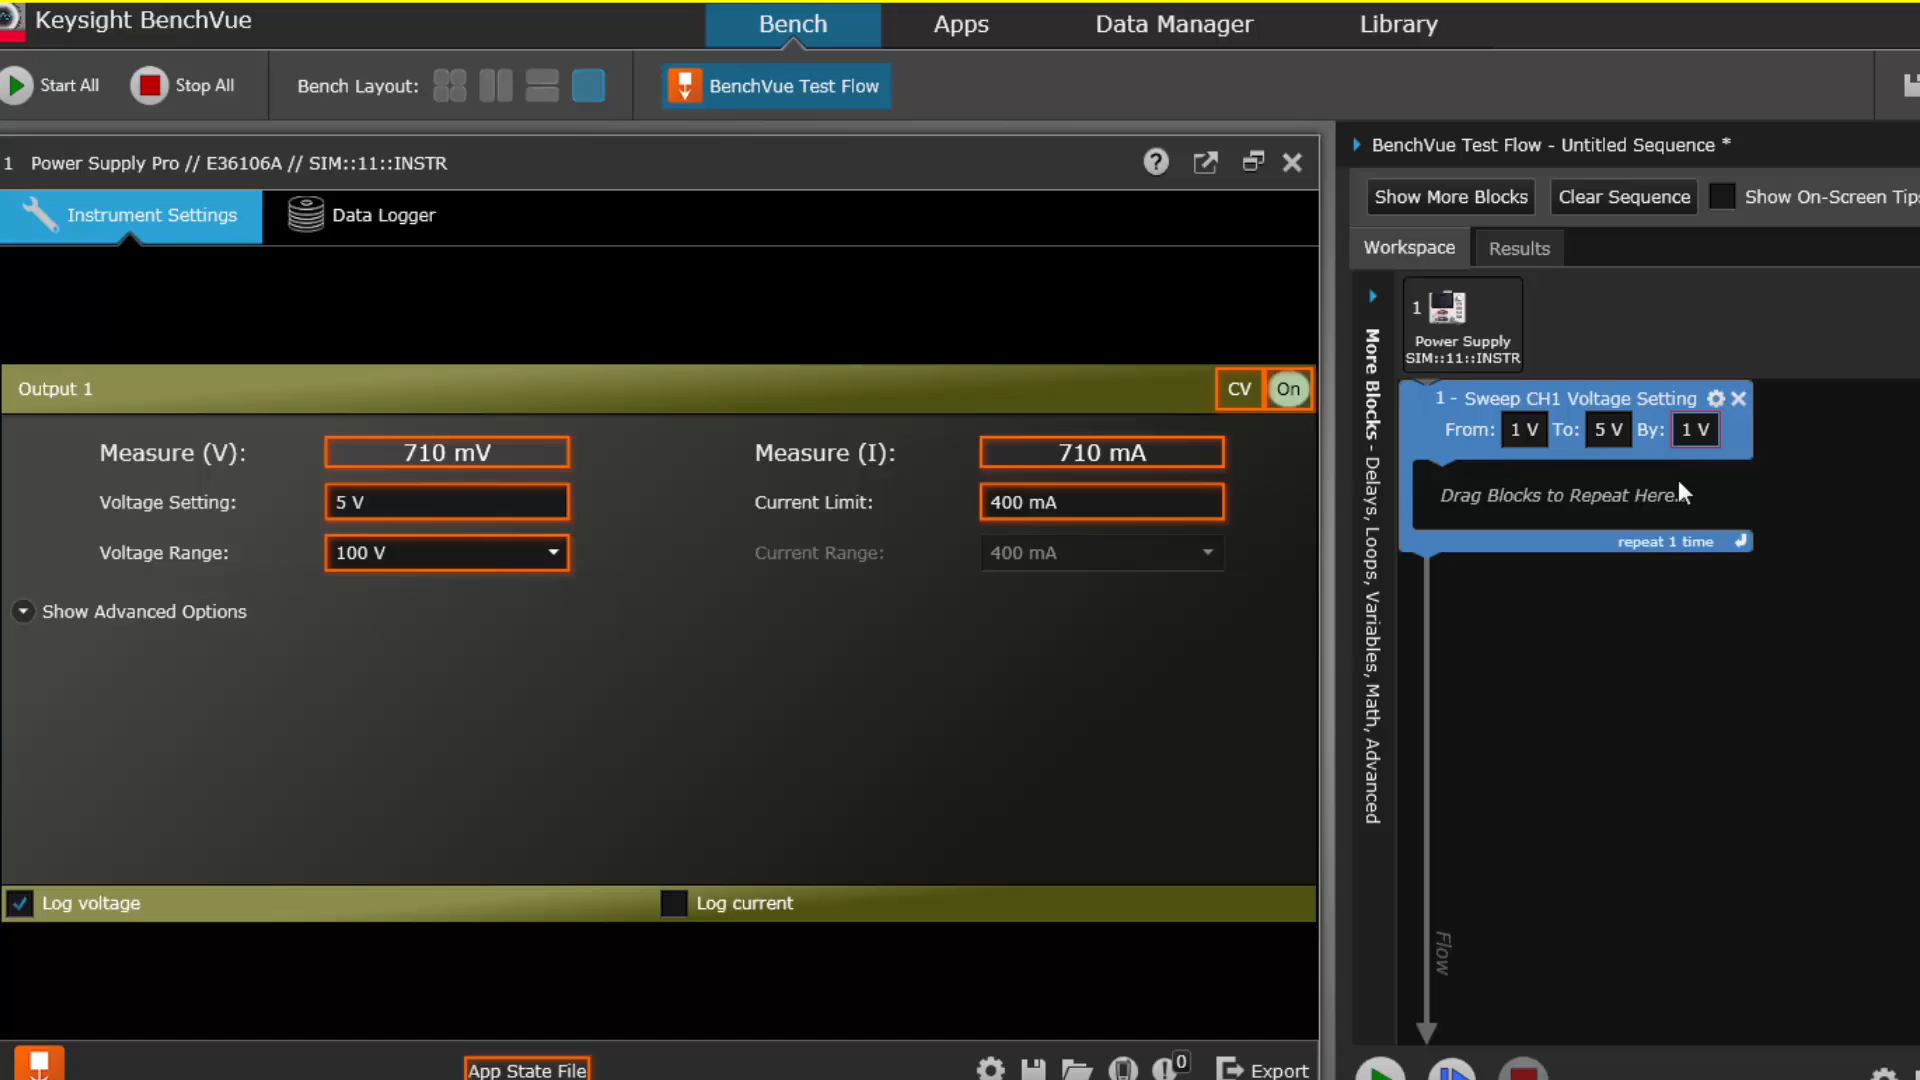 Keysight BenchVue
Bench
Apps
Data Manager
Library
Start All
Stop All
Bench Layout:
BenchVue Test Flow
1 Power Supply Pro // E36106A // SIM::11::INSTR
Instrument Settings
Data Logger
Output 1
CV
On
Measure (V):
710 mV
Measure (I):
710 mA
Voltage Setting:
5 V
Current Limit:
400 mA
Voltage Range:
100 V
Current Range:
400 mA
Show Advanced Options
Log voltage
Log current
App State File
0
Export
BenchVue Test Flow - Untitled Sequence *
Show More Blocks
Clear Sequence
Show On-Screen Tips
Workspace
Results
1
Power Supply
SIM::11::INSTR
More Blocks - Delays, Loops, Variables, Math, Advanced
1 - Sweep CH1 Voltage Setting
From: 1 V To: 5 V By: 1 V
Drag Blocks to Repeat Here...
repeat 1 time
Flow